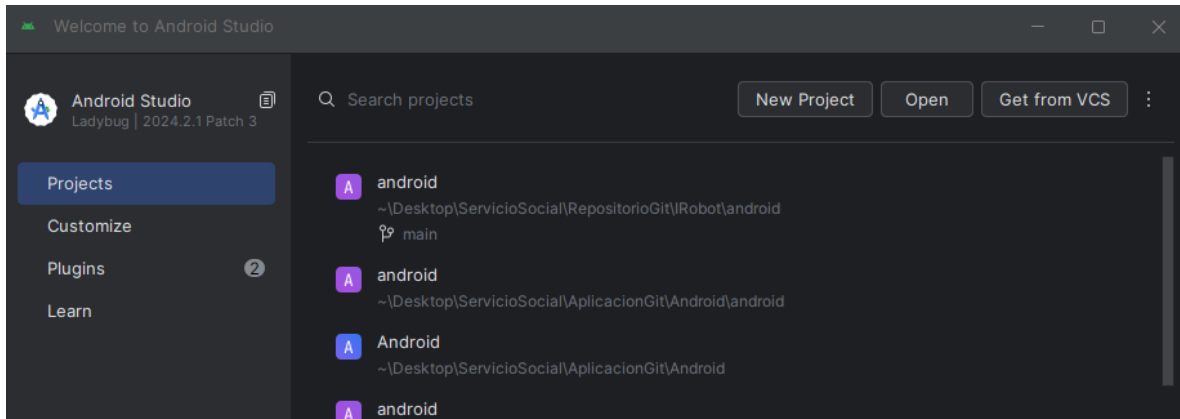 Welcome to Android Studio
Android Studio
Ladybug | 2024.2.1 Patch 3
Projects
Customize
Plugins 2
Learn
Search projects New Project Open Get from VCS
A android
~\Desktop\ServicioSocial\RepositorioGit\IRobot\android
main
A android
~\Desktop\ServicioSocial\AplicacionGit\Android\android
A Android
~\Desktop\ServicioSocial\AplicacionGit\Android
A android